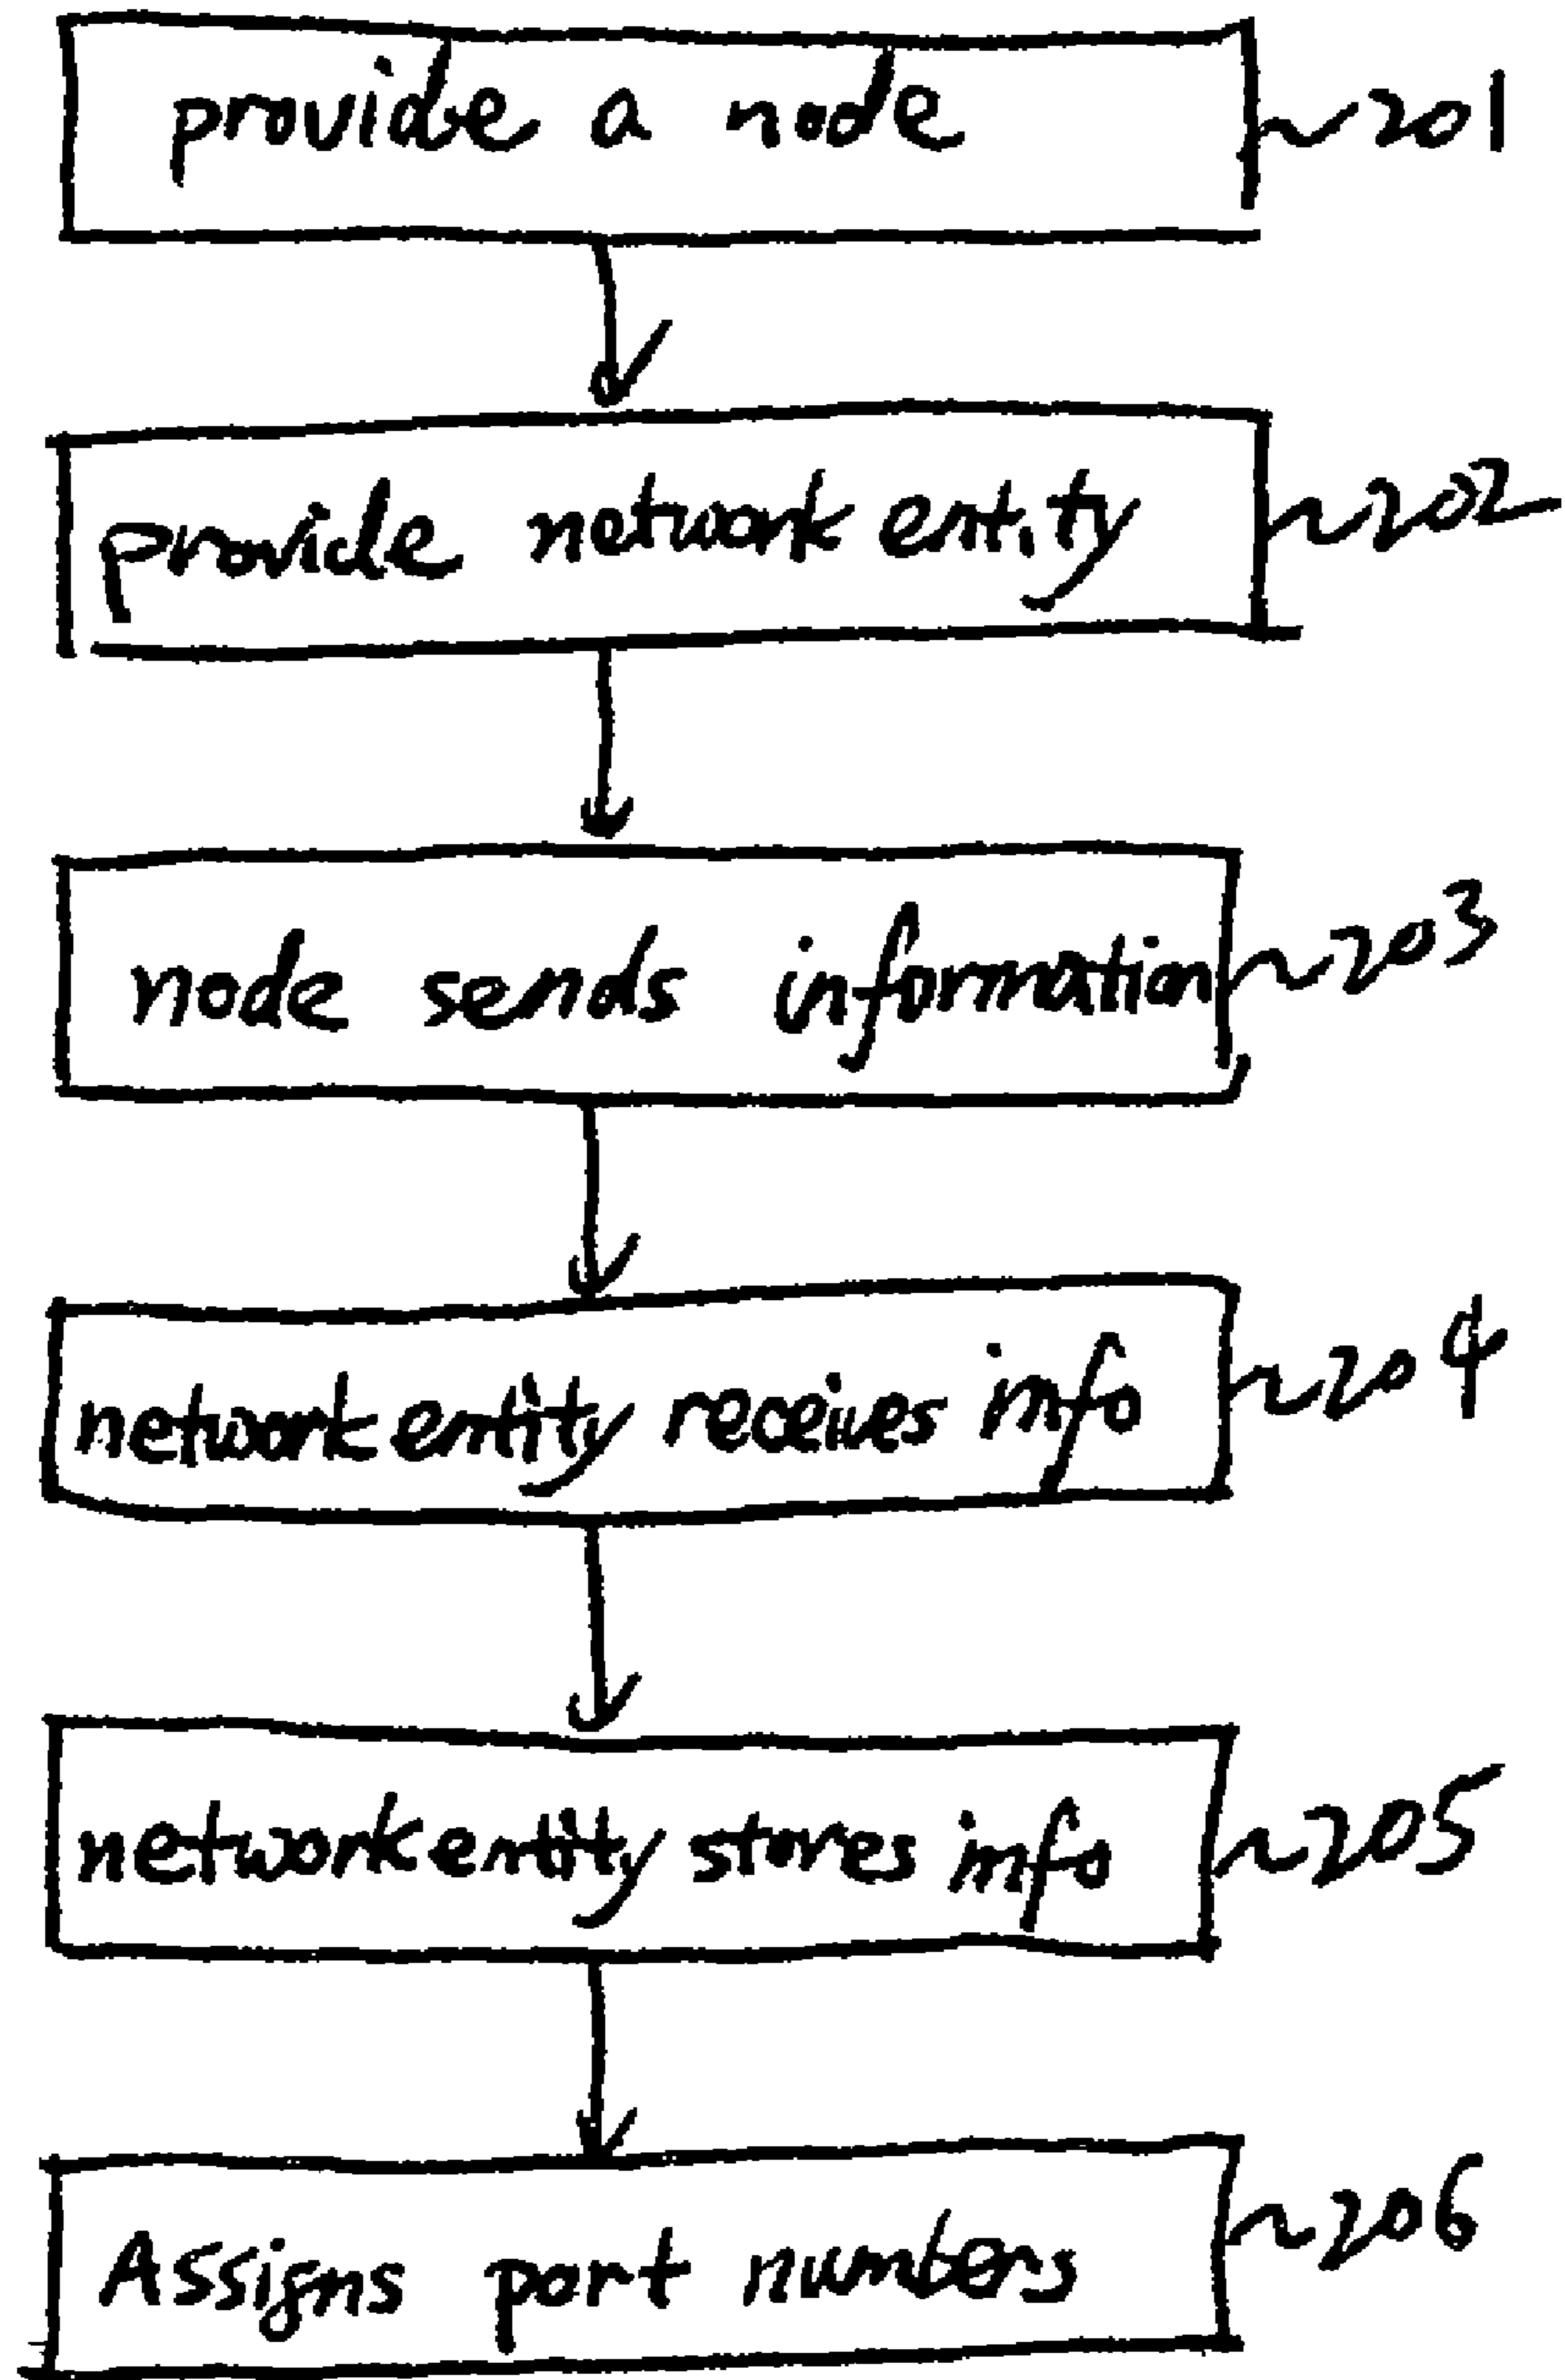 provide a node ~201
provide network entity ~202
node sends information ~203
network entity receives info ~204
network entity stores info ~205
Assigns port numbers ~206